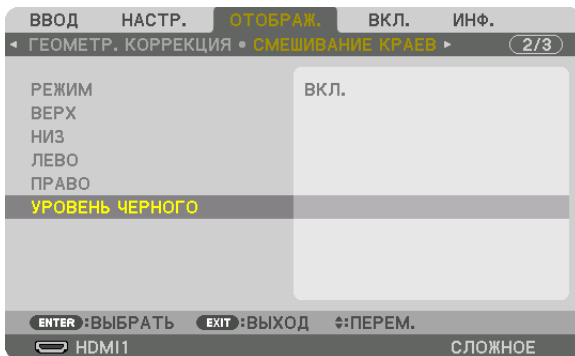 ВВОД НАСТР. ОТОБРАЖ. ВКЛ. ИНФ.
◂ ГЕОМЕТР. КОРРЕКЦИЯ • СМЕШИВАНИЕ КРАЕВ ▸ 2/3
РЕЖИМ ВКЛ.
ВЕРХ
НИЗ
ЛЕВО
ПРАВО
УРОВЕНЬ ЧЕРНОГО
ENTER :ВЫБРАТЬ EXIT :ВЫХОД ♦:ПЕРЕМ.
HDMI1 СЛОЖНОЕ